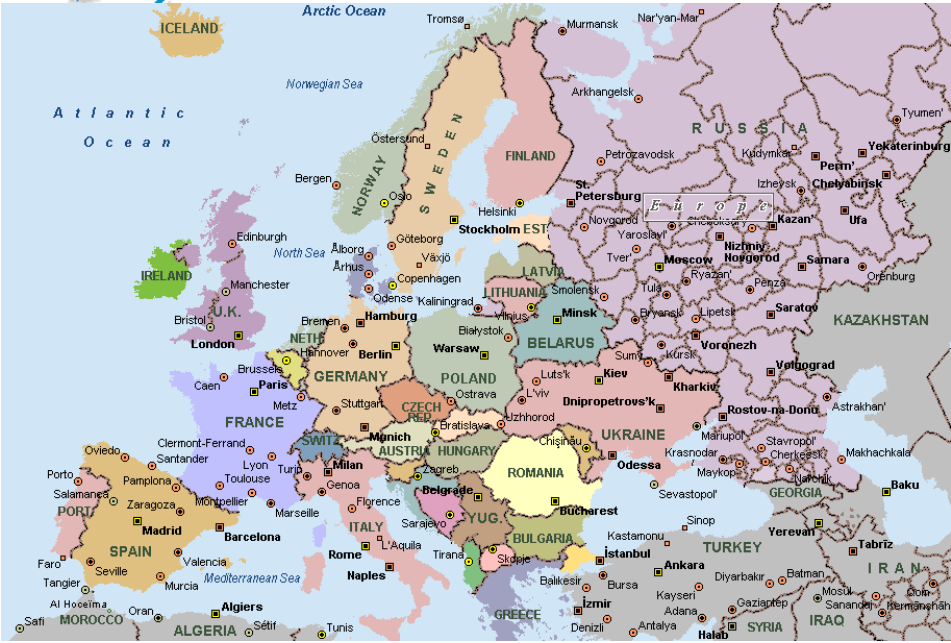 Arctic Ocean
Tromsø
Murmansk
Nar'yan-Mar
ICELAND
Norwegian Sea
Arkhangelsk
Atlantic
Ocean
Tyumen'
RUSSIA
Östersund
SWEDEN
FINLAND
Petrozavodsk
Kudymkar
Perm'
Yekaterinburg
NORWAY
Bergen
Oslo
St.
Petersburg
Izheysk
Chelyabinsk
Europe
Helsinki
Stockholm
EST.
Novgorod
Cheboksary
Kazan'
Ufa
Edinburgh
North Sea
Ålborg
Göteborg
Yaroslavl'
Nizhniy
Novgorod
Tver'
Moscow
Samara
Orenburg
IRELAND
Århus
Växjö
LATVIA
Manchester
Copenhagen
Odense
LITHUANIA
Smolensk
Tula
Ryazan'
Penza
Kaliningrad
Vilnius
Minsk
Bryansk
Lipetsk
Saratov
U.K.
Bristol
London
Bremen
Hamburg
NETH.
Białystok
BELARUS
Voronezh
KAZAKHSTAN
Hannover
Berlin
Warsaw
Sumy
Kursk
Brussels
GERMANY
POLAND
Luts'k
Kiev
Kharkiv
Volgograd
Caen
Paris
Metz
Stuttgart
CZECH
REP.
Ostrava
L'viv
Dnipropetrovs'k
Rostov-na-Donu
Astrakhan'
FRANCE
Munich
Bratislava
Uzhhorod
UKRAINE
Mariupol'
Stavropol'
Clermont-Ferrand
SWITZ.
AUSTRIA
HUNGARY
Chişinău
Odessa
Krasnodar
Cherkeesk
Makhachkala
Oviedo
Santander
Lyon
Turin
Milan
Zagreb
ROMANIA
Maykop
Nal'chik
Porto
Salamanca
Pamplona
Toulouse
Montpellier
Genoa
Belgrade
Bucharest
Sevastopol'
GEORGIA
Baku
Zaragoza
Marseille
Florence
Sarajevo
YUG.
PORT.
Madrid
Barcelona
ITALY
L'Aquila
BULGARIA
Sinop
Yerevan
Kastamonu
SPAIN
Valencia
Rome
Tirana
Skopje
İstanbul
TURKEY
Tabrīz
Faro
Seville
Naples
Ankara
IRAN
Tangier
Murcia
Mediterranean Sea
Balıkesir
Bursa
Diyarbakır
Batman
Al Hoceïma
Oran
Algiers
İzmir
Kayseri
Mosul
Qom
Sanandaj
Kermānshāh
Safi
MOROCCO
ALGERIA
Sétif
Tunis
GREECE
Denizli
Antalya
Adana
Gaziantep
Halab
SYRIA
IRAQ